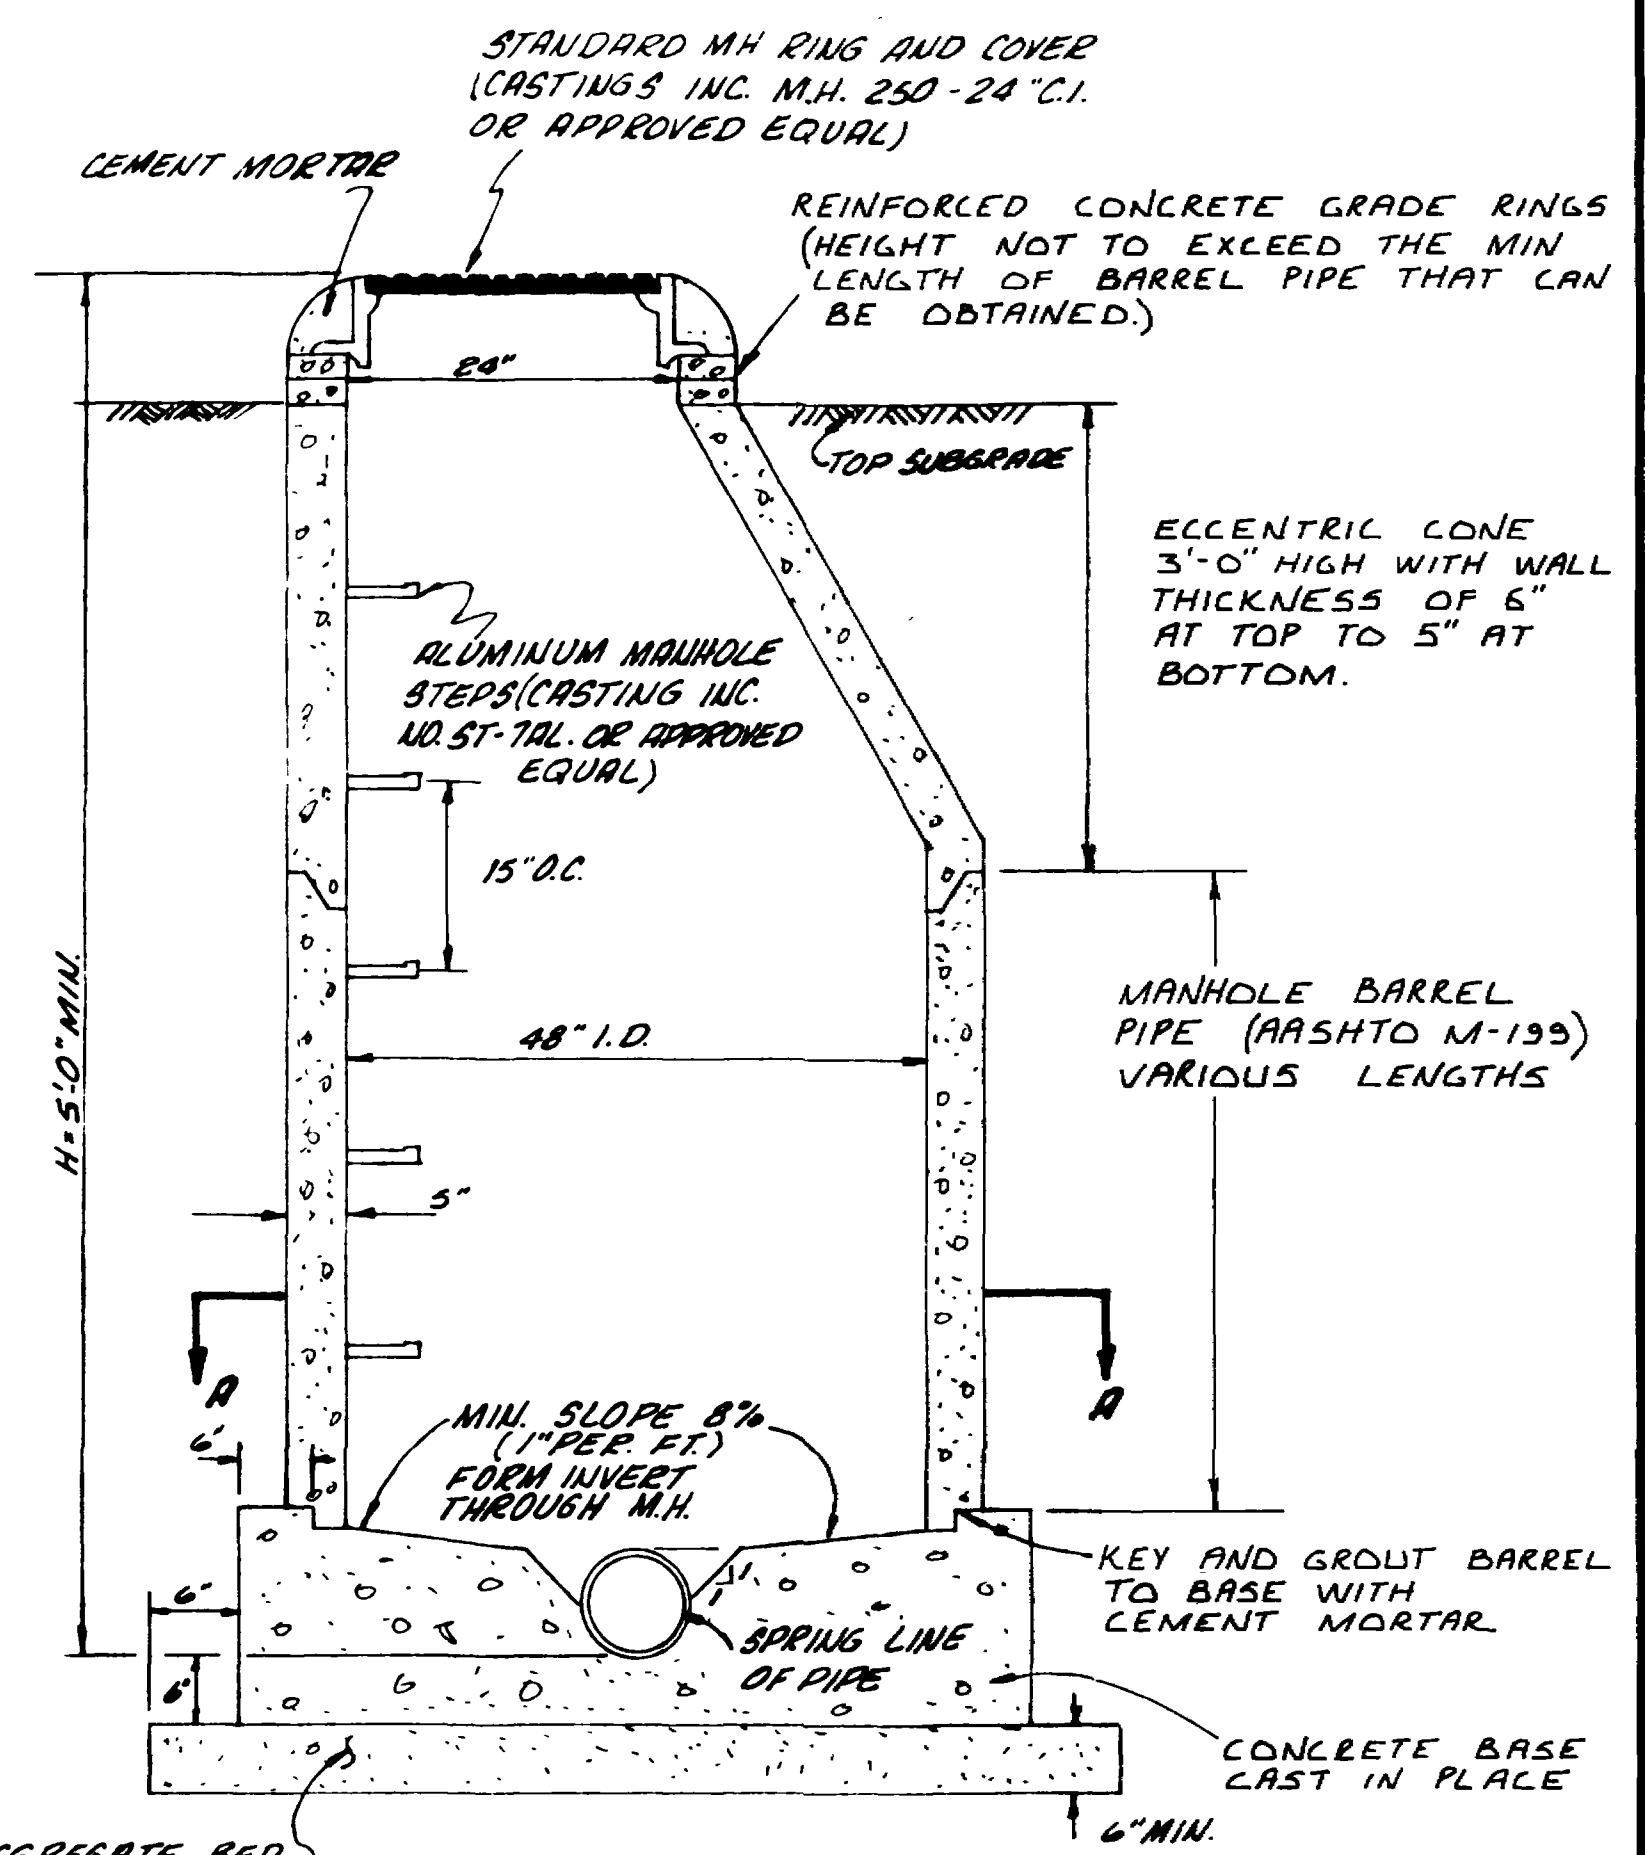 STANDARD MH RING AND COVER
(CASTINGS INC. M.H. 250-24"C.I.
OR APPROVED EQUAL)
CEMENT MORTAR
REINFORCED CONCRETE GRADE RINGS
(HEIGHT NOT TO EXCEED THE MIN
LENGTH OF BARREL PIPE THAT CAN
BE OBTAINED.)
24"
TOP SUBGRADE
ECCENTRIC CONE
3'-0" HIGH WITH WALL
THICKNESS OF 6"
AT TOP TO 5" AT
BOTTOM.
ALUMINUM MANHOLE
STEPS (CASTING INC.
NO. ST-7AL. OR APPROVED
EQUAL)
15" O.C.
H=5'-0" MIN.
48" I.D.
MANHOLE BARREL
PIPE (AASHTO M-199)
VARIOUS LENGTHS
5"
A
A
6"
MIN. SLOPE 8%
(1" PER. FT.)
FORM INVERT
THROUGH M.H.
KEY AND GROUT BARREL
TO BASE WITH
CEMENT MORTAR
6"
SPRING LINE
OF PIPE
6"
CONCRETE BASE
CAST IN PLACE
6" MIN.
BED